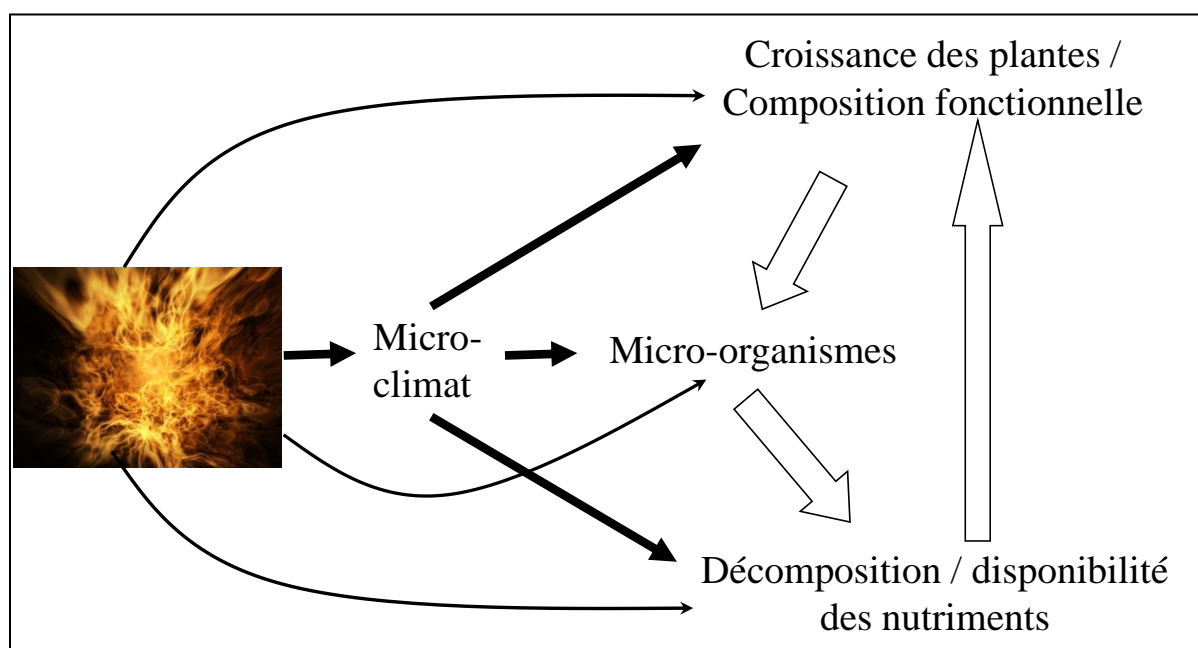 Croissance des plantes /
Composition fonctionnelle
Micro-
climat
Micro-organismes
Décomposition / disponibilité
des nutriments